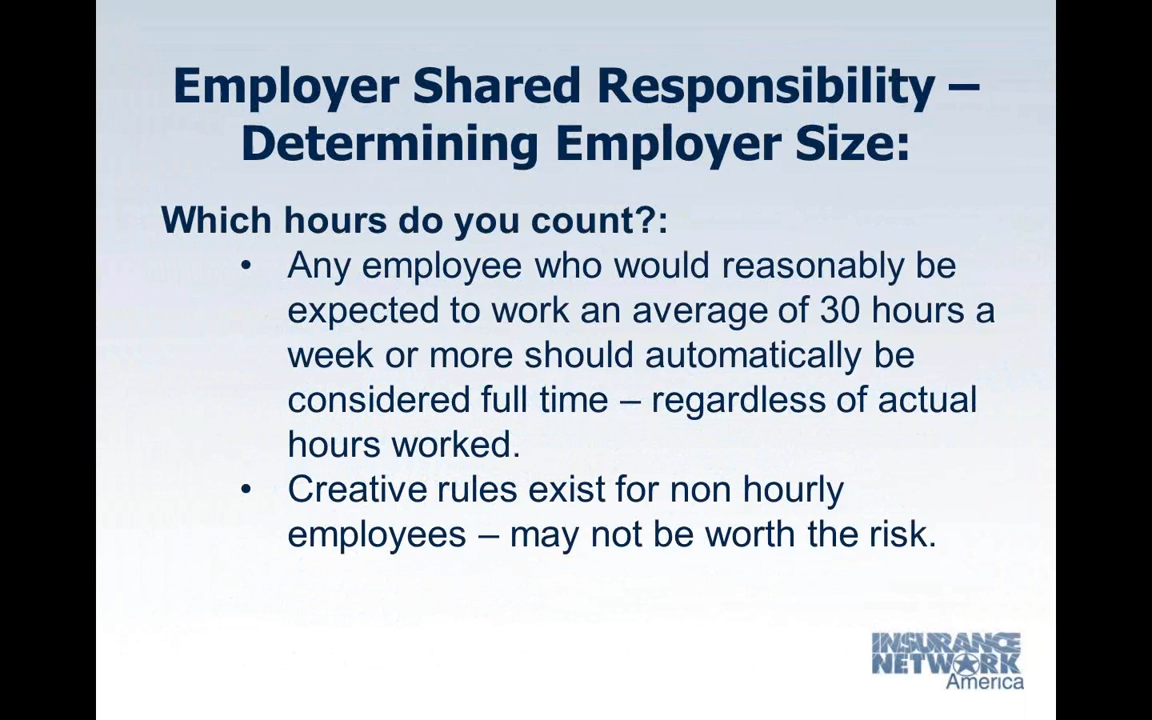 Employer Shared Responsibility –
Determining Employer Size:
Which hours do you count?:
• Any employee who would reasonably be
expected to work an average of 30 hours a
week or more should automatically be
considered full time – regardless of actual
hours worked.
• Creative rules exist for non hourly
employees – may not be worth the risk.
INSURANCE
NETWORK
America